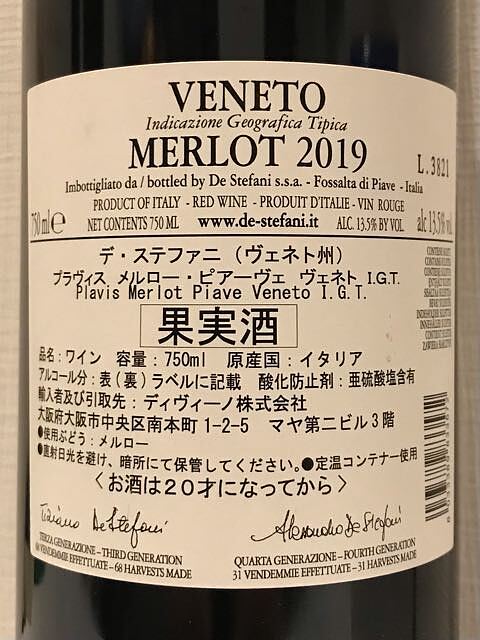 VENETO
Indicazione Geografica Tipica
MERLOT 2019
L.3821
Imbottigliato da / bottled by De Stefani s.s.a. - Fossalta di Piave - Italia
PRODUCT OF ITALY - RED WINE - PRODUIT D'ITALIE - VIN ROUGE
750 ml e NET CONTENTS 750 ML www.de-stefani.it ALC. 13.5% BY VOL. alc 13.5% vol
デ・ステファニ（ヴェネト州）
プラヴィス メルロー・ピアーヴェ ヴェネト I.G.T.
Plavis Merlot Piave Veneto I.G.T.
果実酒
品名：ワイン 容量：750ml 原産国：イタリア
アルコール分：表（裏）ラベルに記載 酸化防止剤：亜硫酸塩含有
輸入者及び引取先：ディヴィーノ株式会社
大阪府大阪市中央区南本町1-2-5 マヤ第二ビル3階
●使用ぶどう：メルロー
●直射日光を避け、暗所にて保管してください。●定温コンテナー使用
＜お酒は20才になってから＞
Tiziano De Stefani
Alessandro De Stefani
TERZA GENERAZIONE - THIRD GENERATION
68 VENDEMMIE EFFETTUATE - 68 HARVESTS MADE
QUARTA GENERAZIONE - FOURTH GENERATION
31 VENDEMMIE EFFETTUATE - 31 HARVESTS MADE